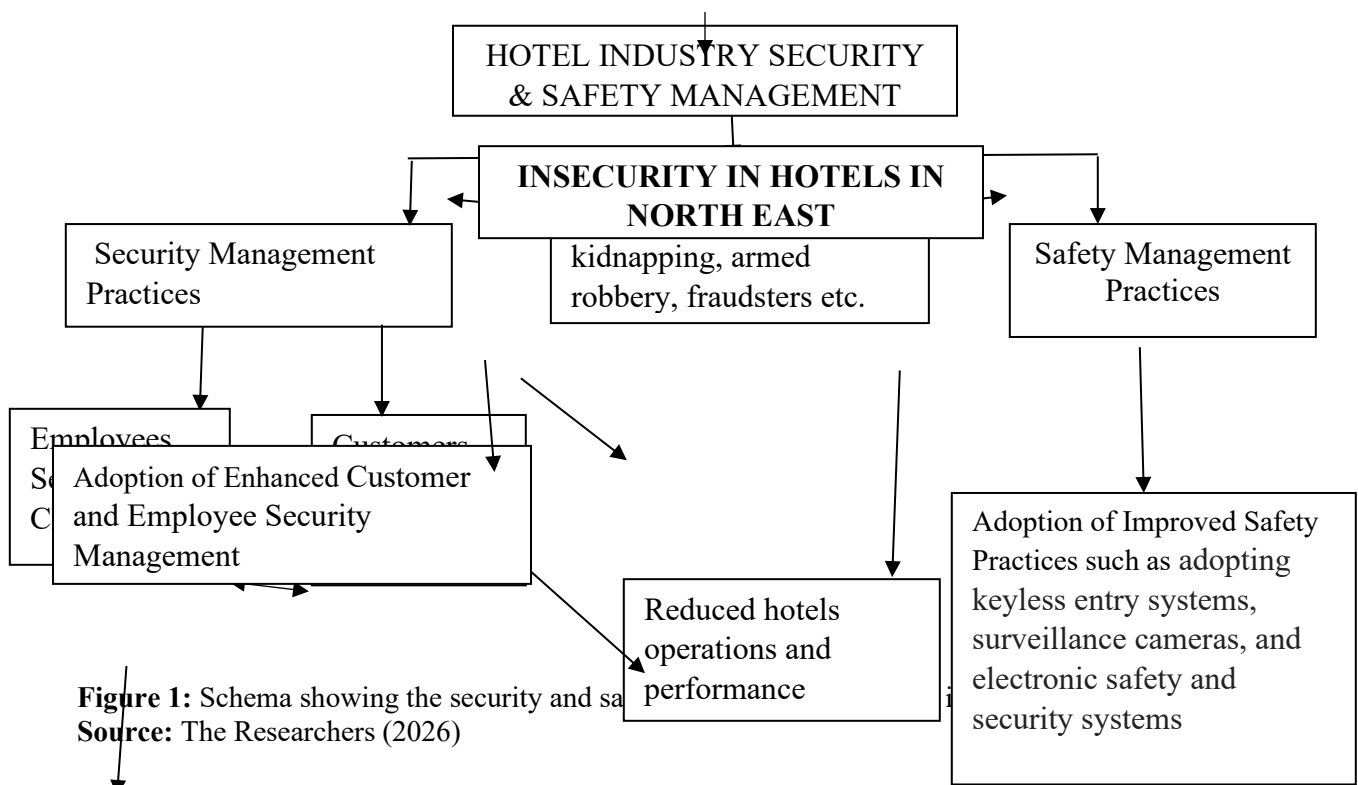 HOTEL INDUSTRY SECURITY
& SAFETY MANAGEMENT
INSECURITY IN HOTELS IN
NORTH EAST
kidnapping, armed
robbery, fraudsters etc.
Security Management
Practices
Safety Management
Practices
Employees
Customers
Adoption of Enhanced Customer
and Employee Security
Management
Reduced hotels
operations and
performance
Adoption of Improved Safety
Practices such as adopting
keyless entry systems,
surveillance cameras, and
electronic safety and
security systems
Figure 1: Schema showing the security and
Source: The Researchers (2026)